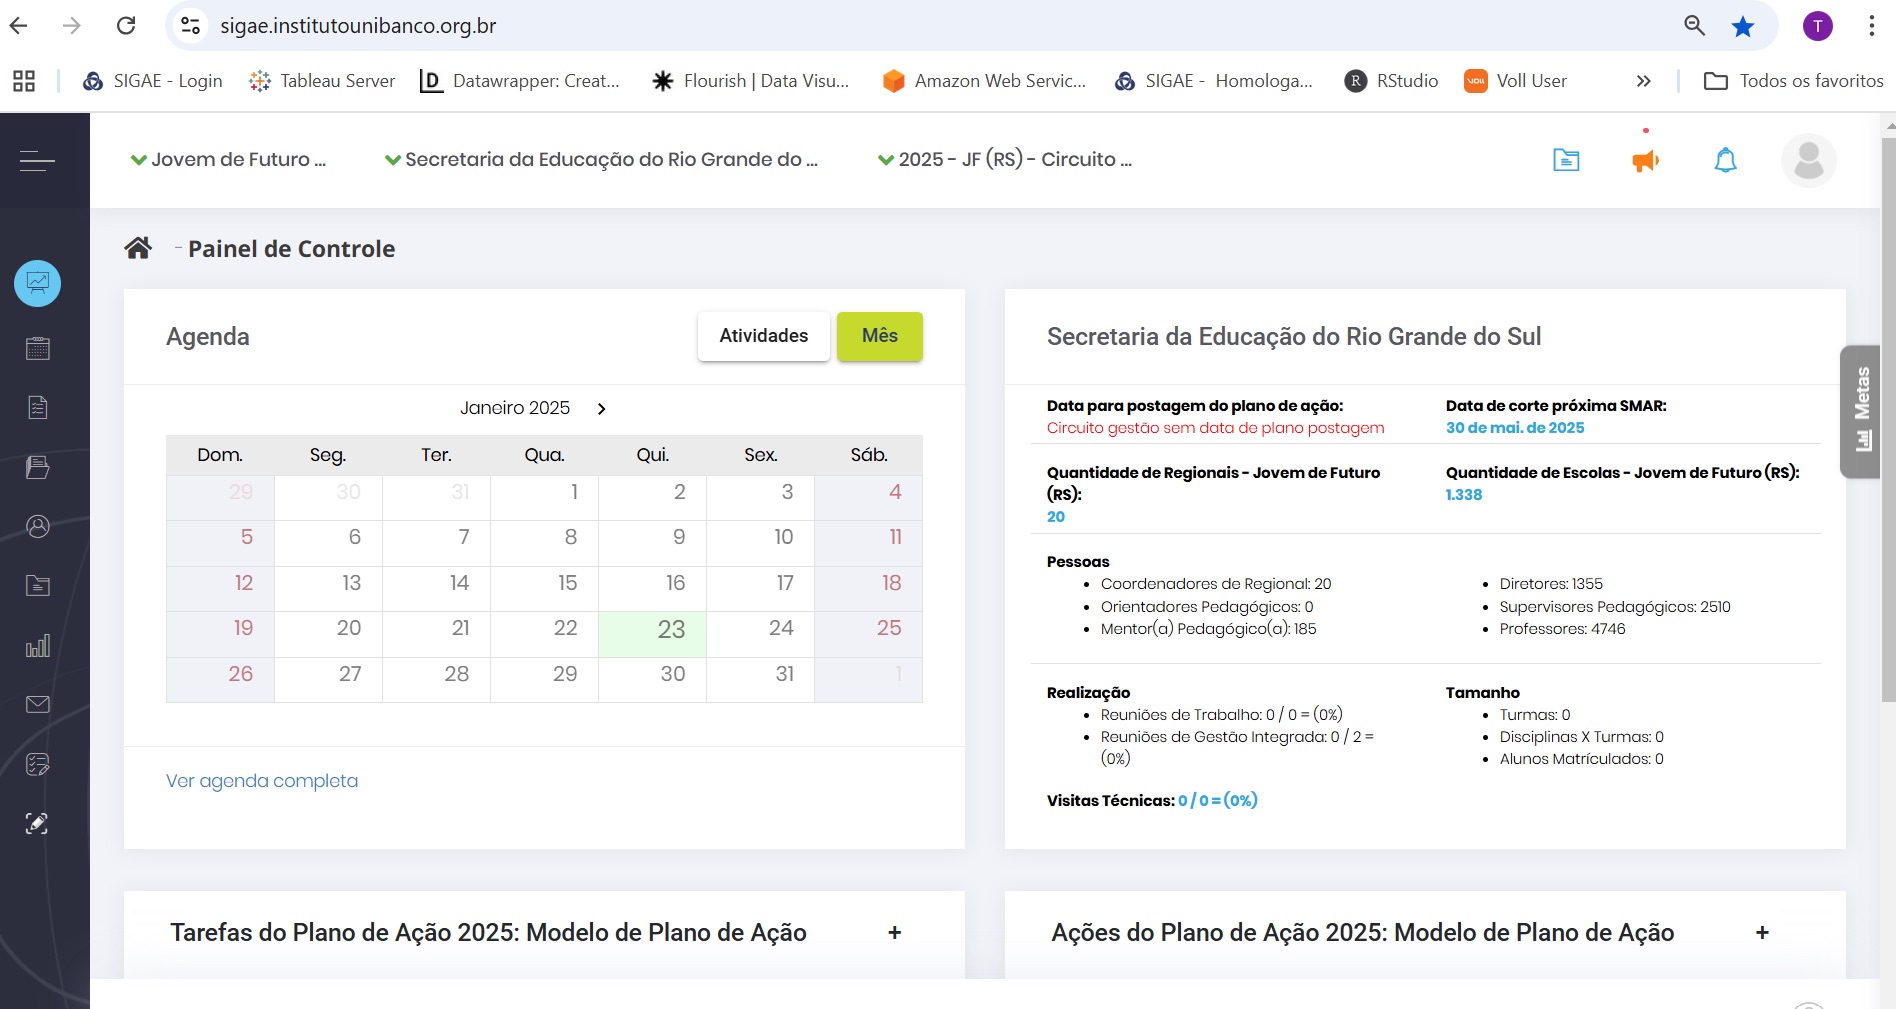 sigae.institutounibanco.org.br
T
SIGAE - Login
Tableau Server
Datawrapper: Creat...
Flourish | Data Visu...
Amazon Web Servic...
SIGAE - Homologa...
RStudio
Voll User
Todos os favoritos
Jovem de Futuro ...
Secretaria da Educação do Rio Grande do ...
2025 - JF (RS) - Circuito ...
- Painel de Controle
Agenda
Atividades
Mês
Janeiro 2025
Dom. Seg. Ter. Qua. Qui. Sex. Sáb.
29 30 31 1 2 3 4
5 6 7 8 9 10 11
12 13 14 15 16 17 18
19 20 21 22 23 24 25
26 27 28 29 30 31 1
Ver agenda completa
Secretaria da Educação do Rio Grande do Sul
Data para postagem do plano de ação:
Circuito gestão sem data de plano postagem
Data de corte próxima SMAR:
30 de mai. de 2025
Quantidade de Regionais - Jovem de Futuro
(RS):
20
Quantidade de Escolas - Jovem de Futuro (RS):
1.338
Pessoas
Coordenadores de Regional: 20
Orientadores Pedagógicos: 0
Mentor(a) Pedagógico(a): 185
Diretores: 1355
Supervisores Pedagógicos: 2510
Professores: 4746
Realização
Reuniões de Trabalho: 0 / 0 = (0%)
Reuniões de Gestão Integrada: 0 / 2 =
(0%)
Tamanho
Turmas: 0
Disciplinas X Turmas: 0
Alunos Matrículados: 0
Visitas Técnicas: 0 / 0 = (0%)
Metas
Tarefas do Plano de Ação 2025: Modelo de Plano de Ação +
Ações do Plano de Ação 2025: Modelo de Plano de Ação +